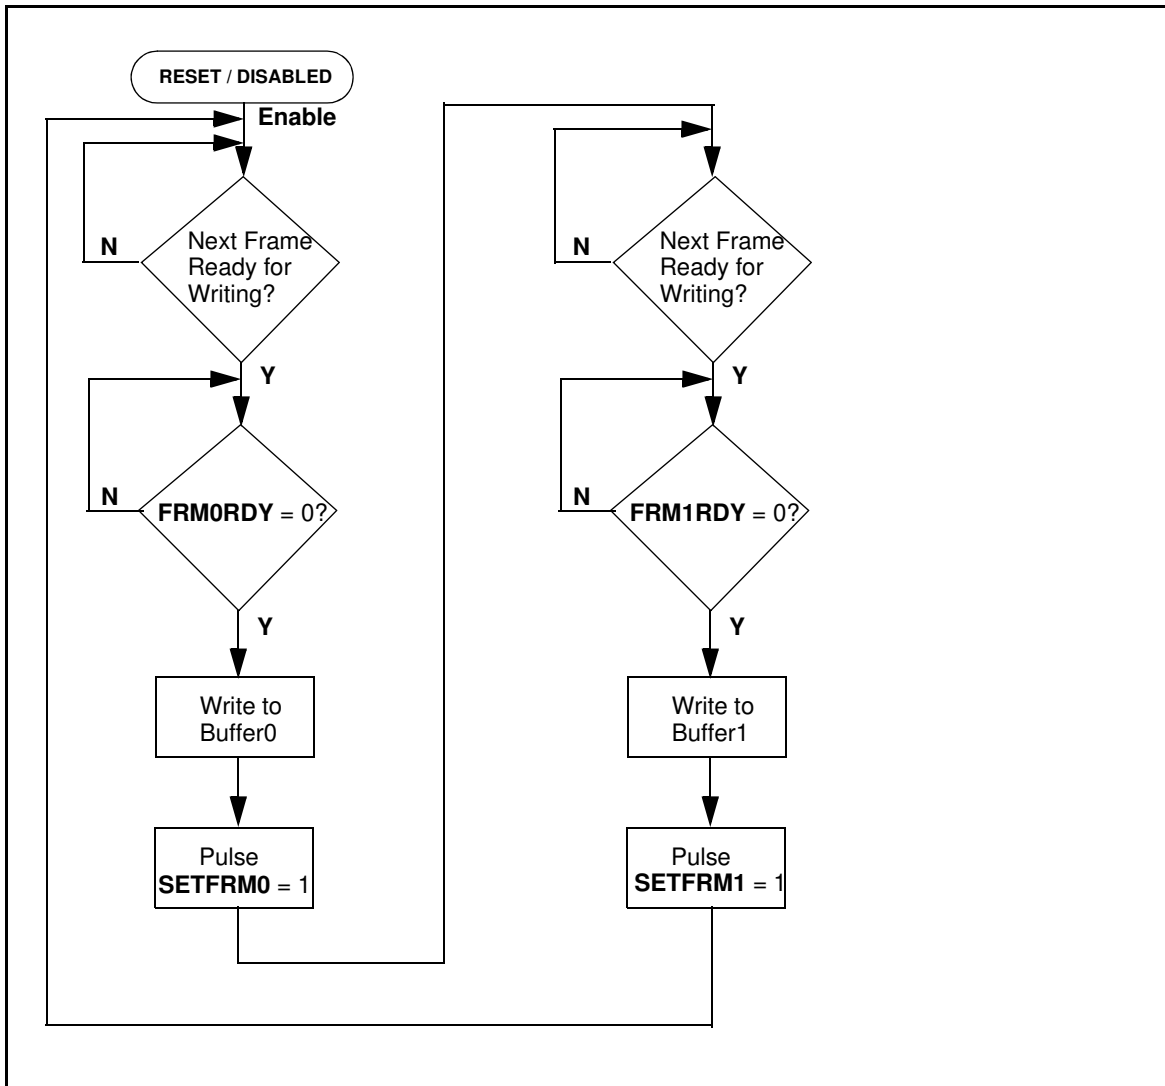 RESET / DISABLED
Enable
N
Next Frame
Ready for
Writing?
Y
N
FRM0RDY = 0?
Y
Write to
Buffer0
Pulse
SETFRM0 = 1
N
Next Frame
Ready for
Writing?
Y
N
FRM1RDY = 0?
Y
Write to
Buffer1
Pulse
SETFRM1 = 1